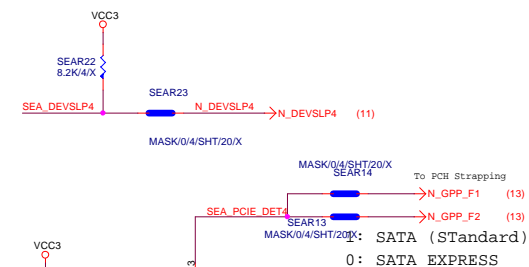 VCC3
SEAR22
8.2K/4/X
SEAR23
SEA_DEVSLP4
N_DEVSLP4
N_DEVSLP4 (11)
MASK/0/4/SHT/20/X
MASK/0/4/SHT/20/X
SEAR14
To PCH Strapping
N_GPP_F1 (13)
SEA_PCIE_DET4
N_GPP_F2 (13)
SEAR13
MASK/0/4/SHT/20/X
1: SATA (STandard)
VCC3
3
0: SATA EXPRESS